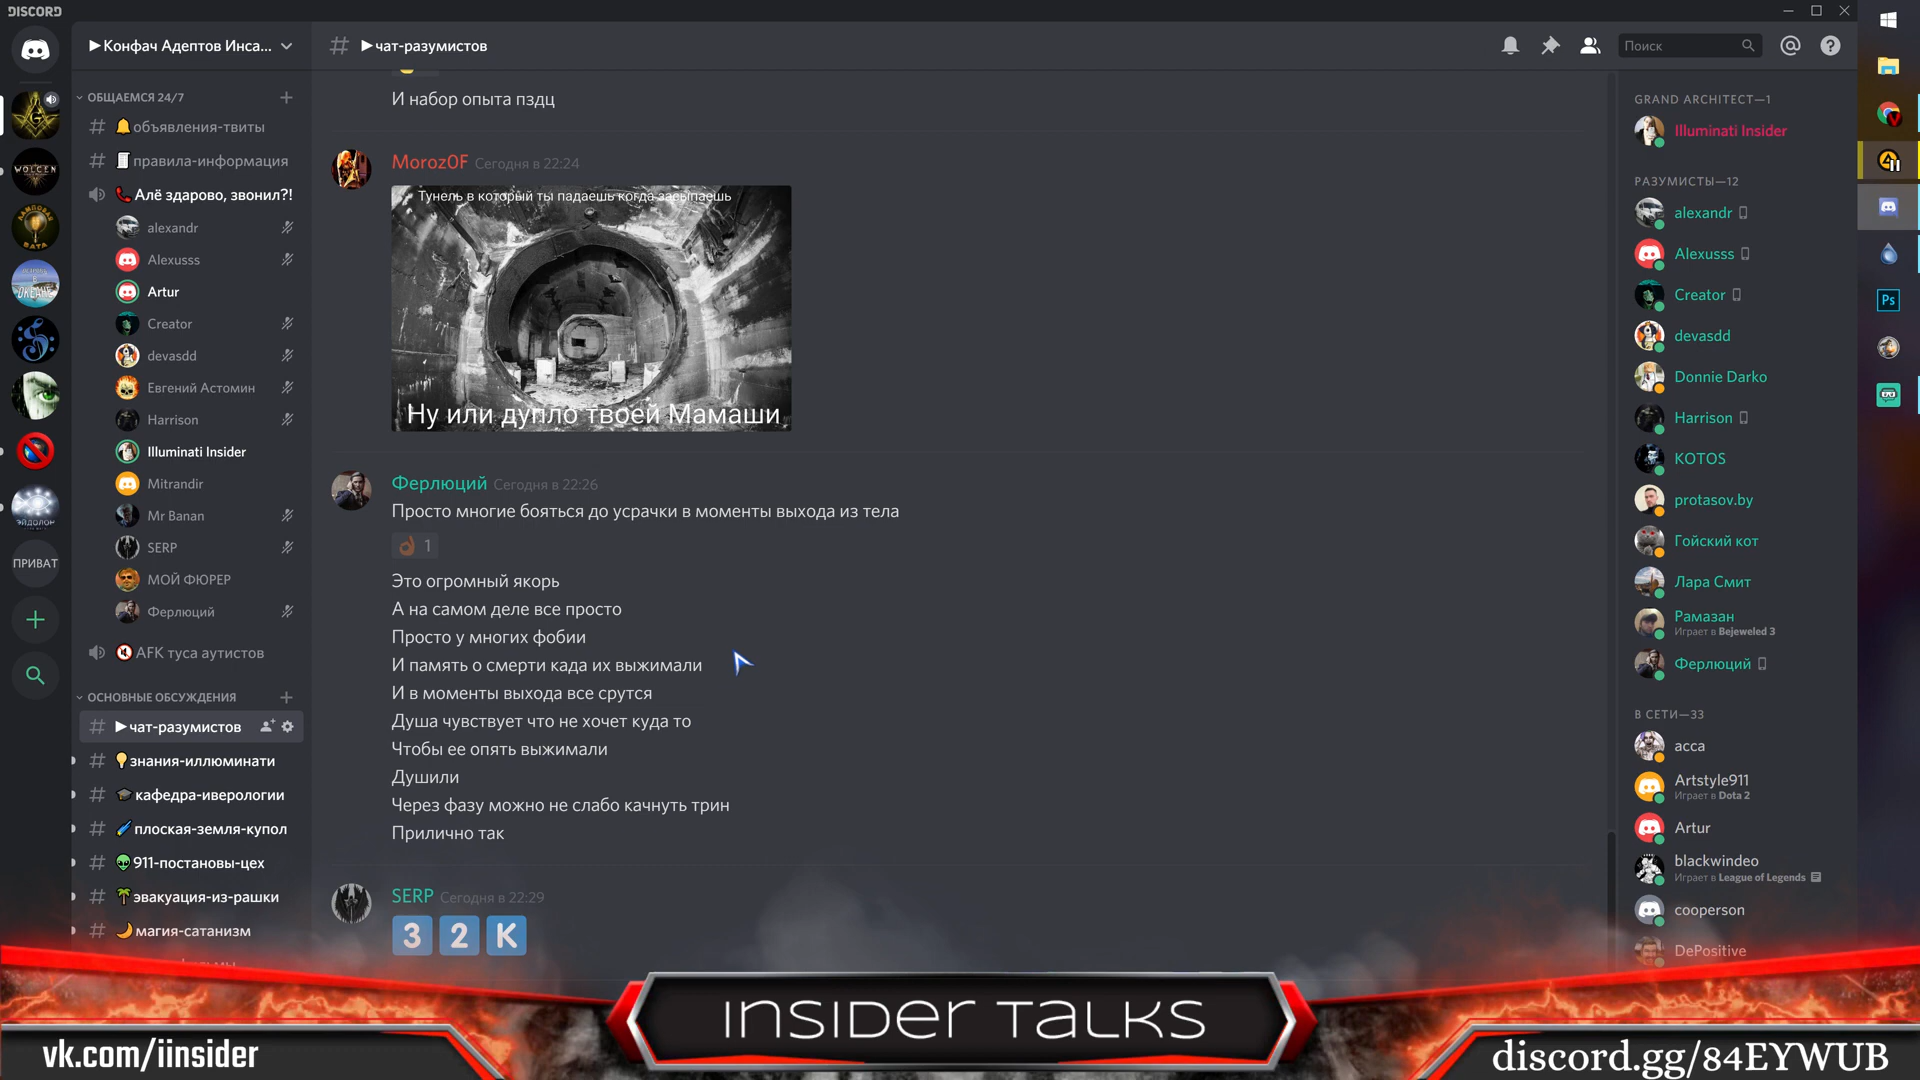 DISCORD
▶Конфач Адептов Инса...
▶чат-разумистов
Поиск
ОБЩАЕМСЯ 24/7
объявления-твиты
правила-информация
Алё здарово, звонил?!
alexandr
Alexusss
Artur
Creator
devasdd
Евгений Астомин
Harrison
Illuminati Insider
Mitrandir
Mr Banan
SERP
МОЙ ФЮРЕР
Ферлюций
AFK туса аутистов
ОСНОВНЫЕ ОБСУЖДЕНИЯ
▶чат-разумистов
знания-иллюминати
кафедра-иверологии
плоская-земля-купол
911-постановы-цех
эвакуация-из-рашки
магия-сатанизм
WOLCEN
ЭЙДОЛОН
ПРИВАТ
И набор опыта пздц
Moroz0F Сегодня в 22:24
Тунель в который ты падаешь когда засыпаешь
Ну или дупло твоей Мамаши
Ферлюций Сегодня в 22:26
Просто многие бояться до усрачки в моменты выхода из тела
1
Это огромный якорь
А на самом деле все просто
Просто у многих фобии
И память о смерти када их выжимали
И в моменты выхода все срутся
Душа чувствует что не хочет куда то
Чтобы ее опять выжимали
Душили
Через фазу можно не слабо качнуть трин
Прилично так
SERP Сегодня в 22:29
3 2 K
GRAND ARCHITECT—1
Illuminati Insider
РАЗУМИСТЫ—12
alexandr
Alexusss
Creator
devasdd
Donnie Darko
Harrison
KOTOS
protasov.by
Гойский кот
Лара Смит
Рамазан
Играет в Bejeweled 3
Ферлюций
В СЕТИ—33
acca
Artstyle911
Играет в Dota 2
Artur
blackwindeo
Играет в League of Legends
cooperson
DePositive
Ps
INSIDER TALKS
vk.com/iinsider
discord.gg/84EYWUB